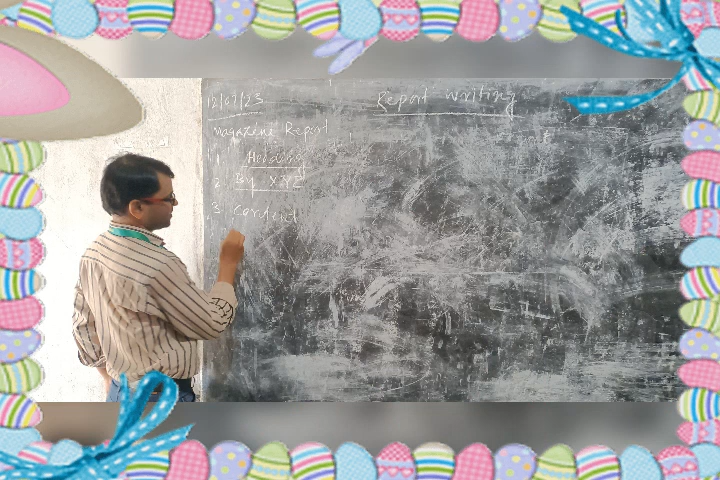 12/07/23
Report writing
Magazine Report
1. Heading
2. By XYZ
3. Content